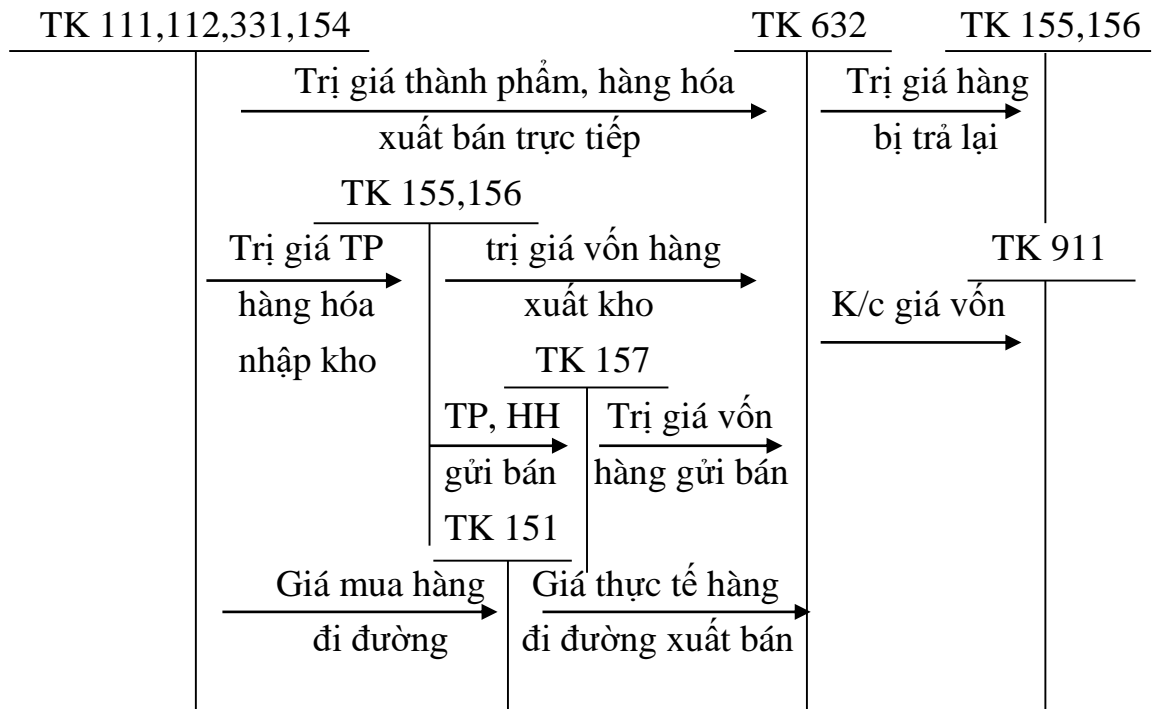 TK 111,112,331,154
TK 632
TK 155,156
Trị giá thành phẩm, hàng hóa
xuất bán trực tiếp
Trị giá hàng
bị trả lại
TK 155,156
Trị giá TP
hàng hóa
nhập kho
trị giá vốn hàng
xuất kho
TK 911
K/c giá vốn
TK 157
TP, HH
gửi bán
Trị giá vốn
hàng gửi bán
TK 151
Giá mua hàng
đi đường
Giá thực tế hàng
đi đường xuất bán